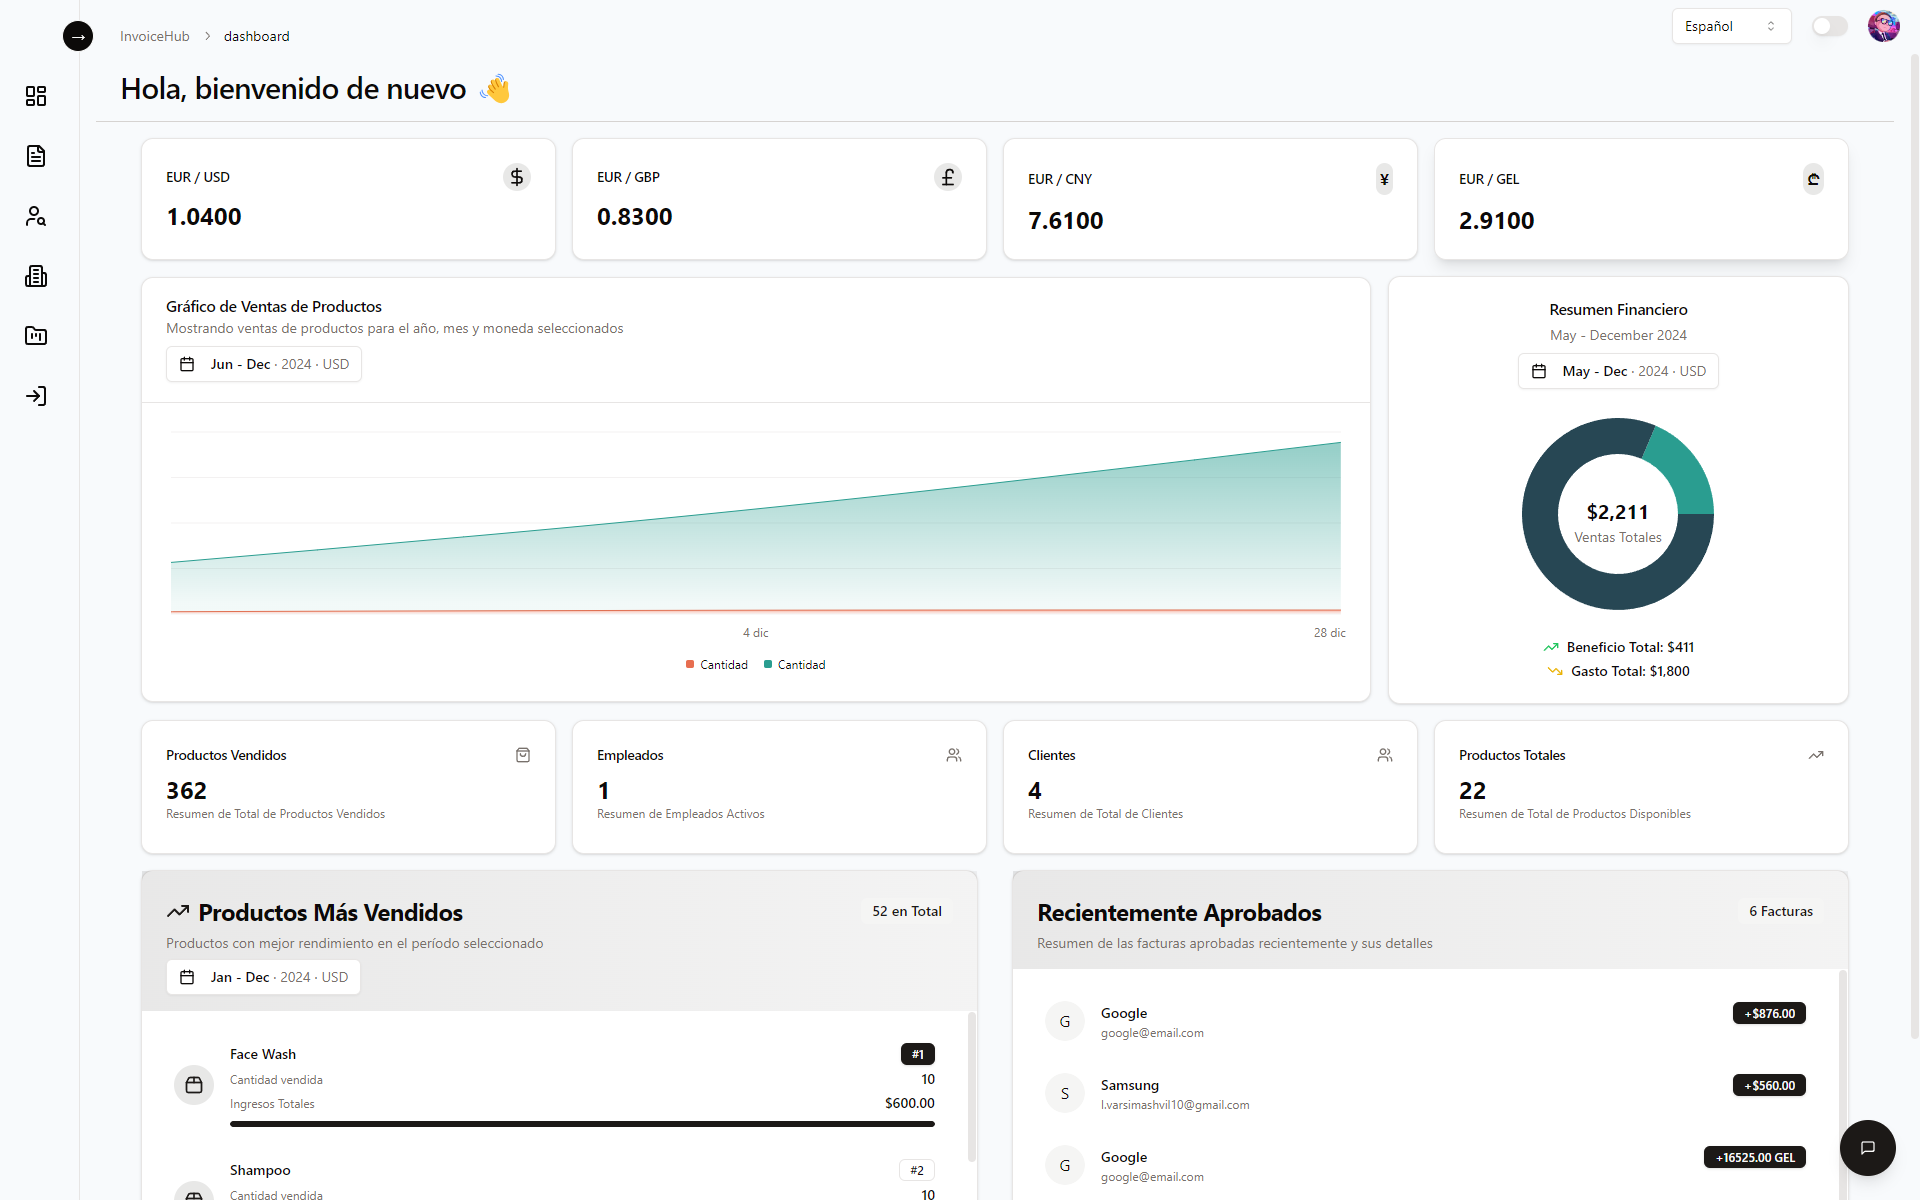 →
InvoiceHub > dashboard
Español
Hola, bienvenido de nuevo 👋
EUR / USD
$
1.0400
EUR / GBP
£
0.8300
EUR / CNY
¥
7.6100
EUR / GEL
₾
2.9100
Gráfico de Ventas de Productos
Mostrando ventas de productos para el año, mes y moneda seleccionados
Jun - Dec · 2024 · USD
4 dic
28 dic
Cantidad
Cantidad
Resumen Financiero
May - December 2024
May - Dec · 2024 · USD
$2,211
Ventas Totales
Beneficio Total: $411
Gasto Total: $1,800
Productos Vendidos
362
Resumen de Total de Productos Vendidos
Empleados
1
Resumen de Empleados Activos
Clientes
4
Resumen de Total de Clientes
Productos Totales
22
Resumen de Total de Productos Disponibles
Productos Más Vendidos
52 en Total
Productos con mejor rendimiento en el período seleccionado
Jan - Dec · 2024 · USD
Face Wash
#1
Cantidad vendida
10
Ingresos Totales
$600.00
Shampoo
#2
Cantidad vendida
10
Recientemente Aprobados
6 Facturas
Resumen de las facturas aprobadas recientemente y sus detalles
G
Google
+$876.00
google@email.com
S
Samsung
+$560.00
l.varsimashvil10@gmail.com
G
Google
+16525.00 GEL
google@email.com